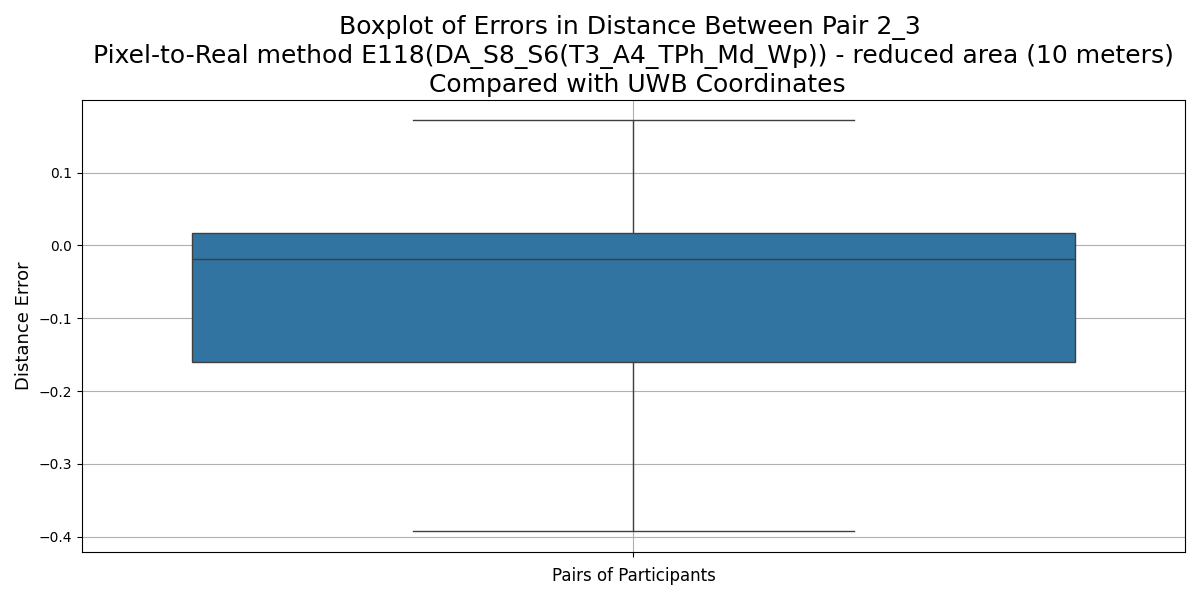 Boxplot of Errors in Distance Between Pair 2_3
Pixel-to-Real method E118(DA_S8_S6(T3_A4_TPh_Md_Wp)) - reduced area (10 meters)
Compared with UWB Coordinates
0.1
0.0
−0.1
−0.2
−0.3
−0.4
Distance Error
Pairs of Participants